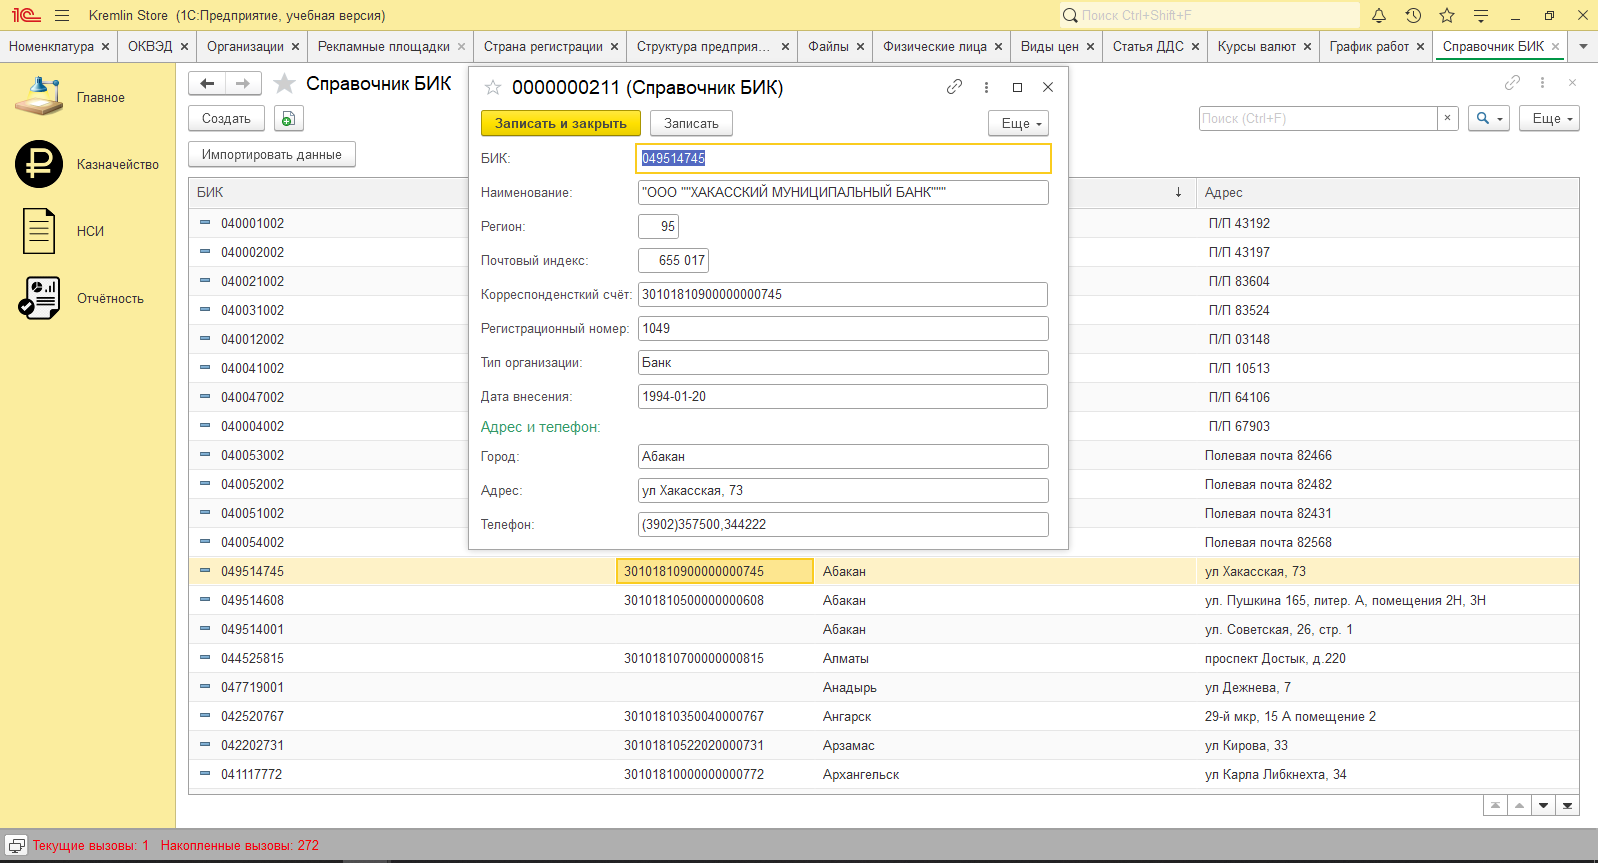 1С Kremlin Store (1С:Предприятие, учебная версия) Поиск Ctrl+Shift+F
Номенклатура × ОКВЭД × Организации × Рекламные площадки × Страна регистрации × Структура предприя... × Файлы × Физические лица × Виды цен × Статья ДДС × Курсы валют × График работ × Справочник БИК ×
Главное
Казначейство
НСИ
Отчётность
Справочник БИК
Создать
Поиск (Ctrl+F) × Еще
Импортировать данные
БИК ↓ Адрес
040001002 П/П 43192
040002002 П/П 43197
040021002 П/П 83604
040031002 П/П 83524
040012002 П/П 03148
040041002 П/П 10513
040047002 П/П 64106
040004002 П/П 67903
040053002 Полевая почта 82466
040052002 Полевая почта 82482
040051002 Полевая почта 82431
040054002 Полевая почта 82568
049514745 30101810900000000745 Абакан ул Хакасская, 73
049514608 30101810500000000608 Абакан ул. Пушкина 165, литер. А, помещения 2Н, 3Н
049514001 Абакан ул. Советская, 26, стр. 1
044525815 30101810700000000815 Алматы проспект Достык, д.220
047719001 Анадырь ул Дежнева, 7
042520767 30101810350040000767 Ангарск 29-й мкр, 15 А помещение 2
042202731 30101810522020000731 Арзамас ул Кирова, 33
041117772 30101810000000000772 Архангельск ул Карла Либкнехта, 34
0000000211 (Справочник БИК)
Записать и закрыть Записать Еще
БИК: 049514745
Наименование: "ООО ""ХАКАССКИЙ МУНИЦИПАЛЬНЫЙ БАНК"""
Регион: 95
Почтовый индекс: 655 017
Корреспонденсткий счёт: 30101810900000000745
Регистрационный номер: 1049
Тип организации: Банк
Дата внесения: 1994-01-20
Адрес и телефон:
Город: Абакан
Адрес: ул Хакасская, 73
Телефон: (3902)357500,344222
Текущие вызовы: 1 Накопленные вызовы: 272